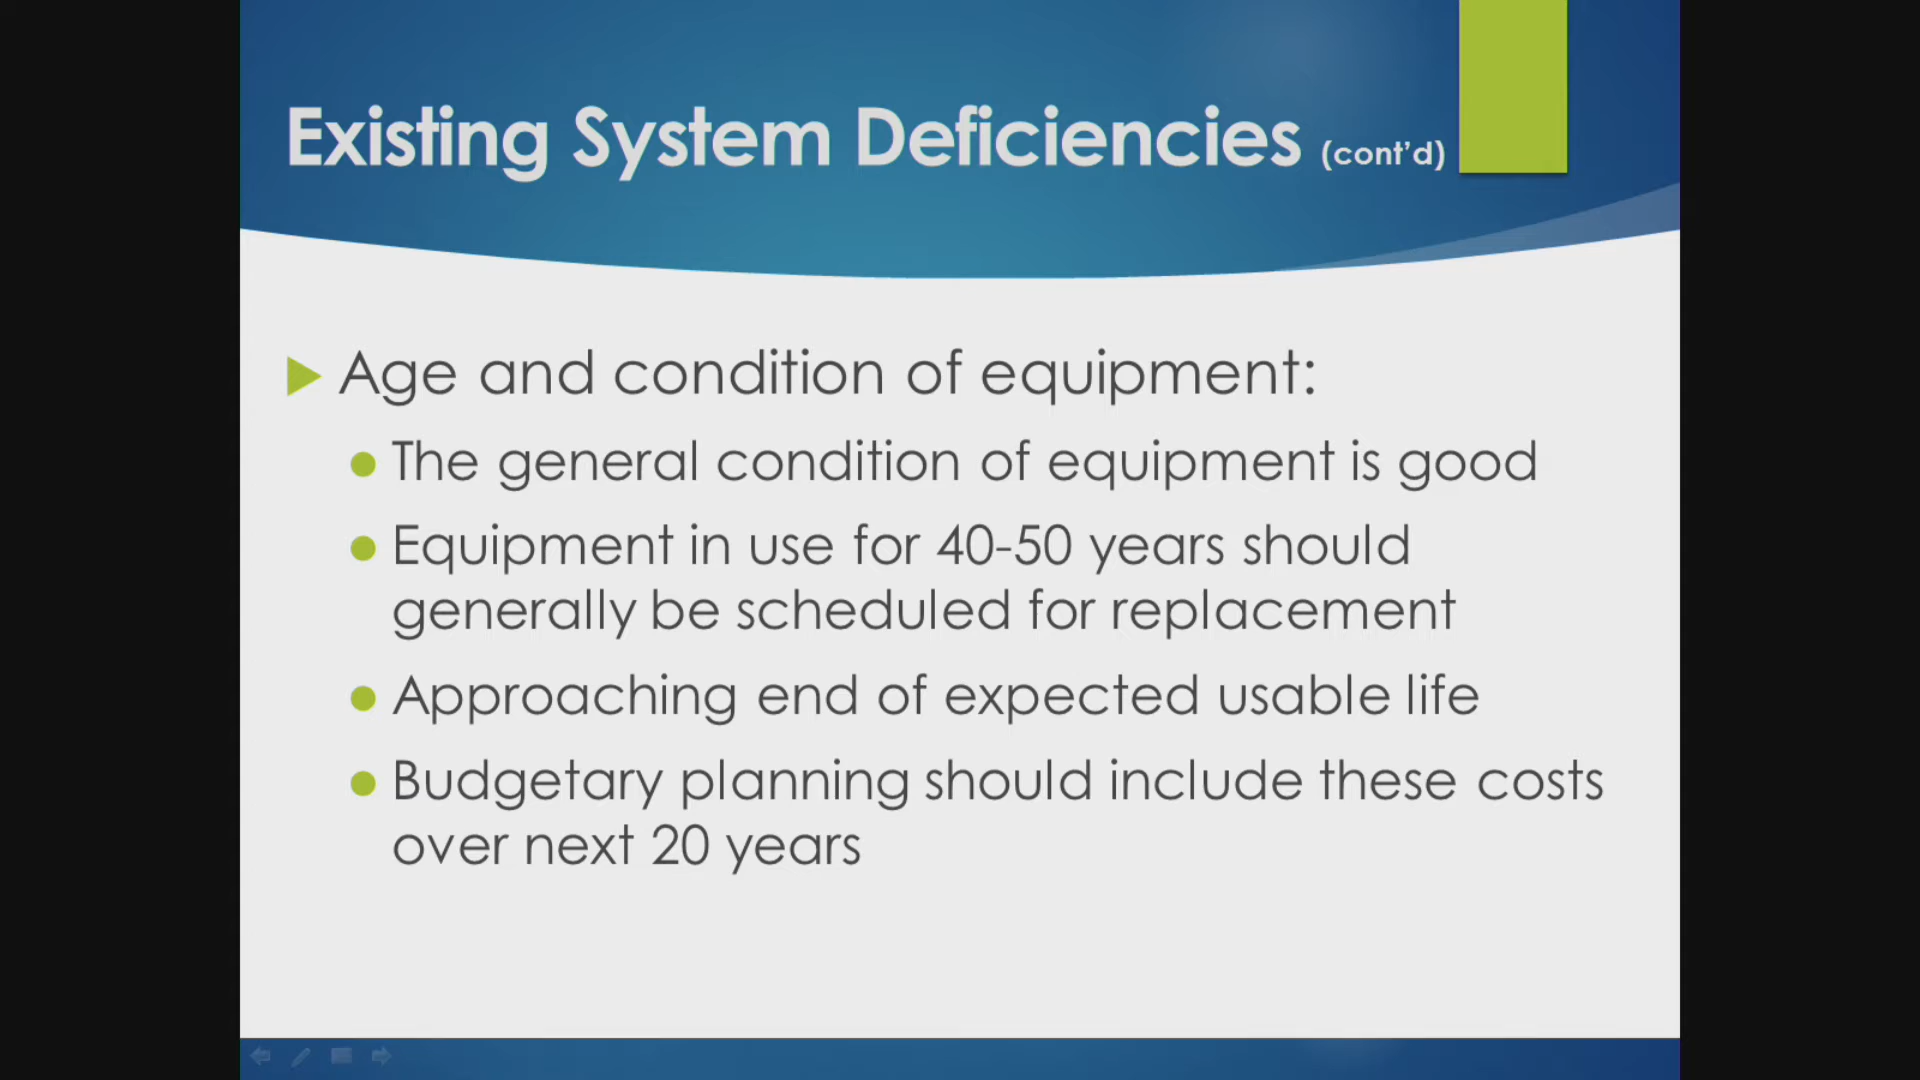 Existing System Deficiencies (cont’d)
Age and condition of equipment:
The general condition of equipment is good
Equipment in use for 40-50 years should
generally be scheduled for replacement
Approaching end of expected usable life
Budgetary planning should include these costs
over next 20 years